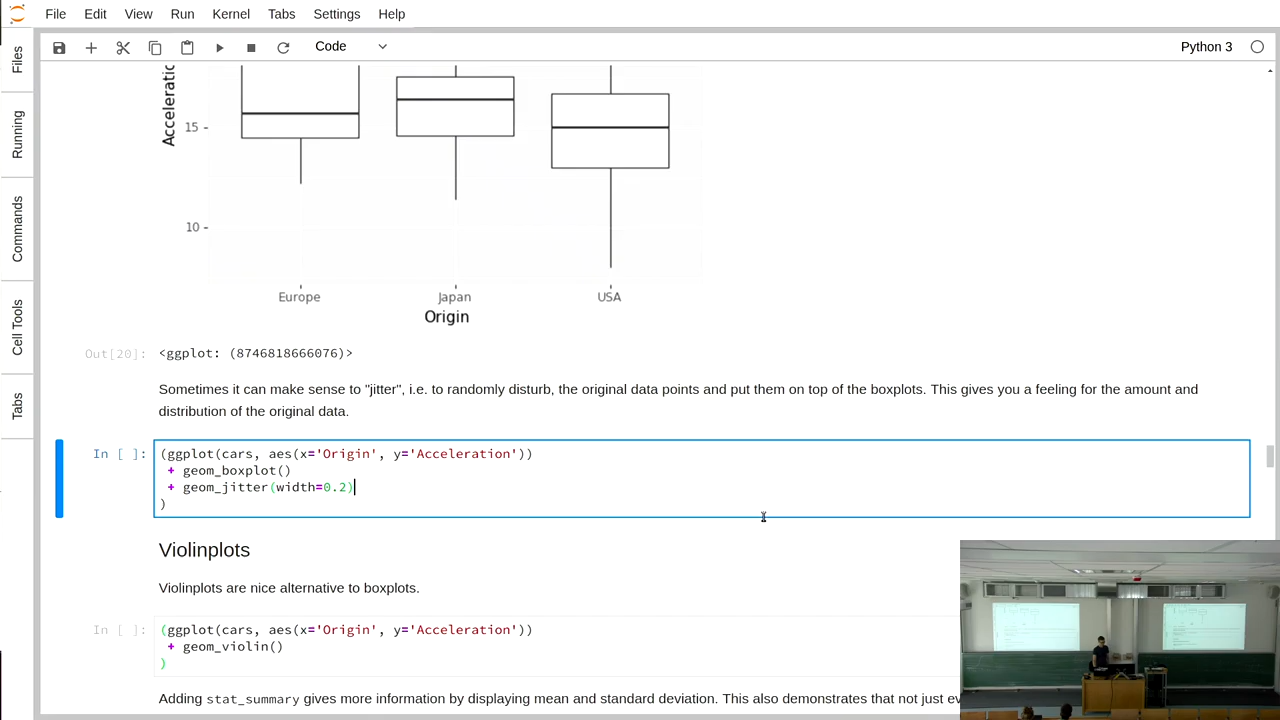 File Edit View Run Kernel Tabs Settings Help
Code
Python 3
Files
Running
Commands
Cell Tools
Tabs
Acceleratic
15
10
Europe Japan USA
Origin
Out[20]: <ggplot: (8746818666076)>
Sometimes it can make sense to "jitter", i.e. to randomly disturb, the original data points and put them on top of the boxplots. This gives you a feeling for the amount and
distribution of the original data.
In [ ]: (ggplot(cars, aes(x='Origin', y='Acceleration'))
+ geom_boxplot()
+ geom_jitter(width=0.2)
)
Violinplots
Violinplots are nice alternative to boxplots.
In [ ]: (ggplot(cars, aes(x='Origin', y='Acceleration'))
+ geom_violin()
)
Adding stat_summary gives more information by displaying mean and standard deviation. This also demonstrates that not just ev